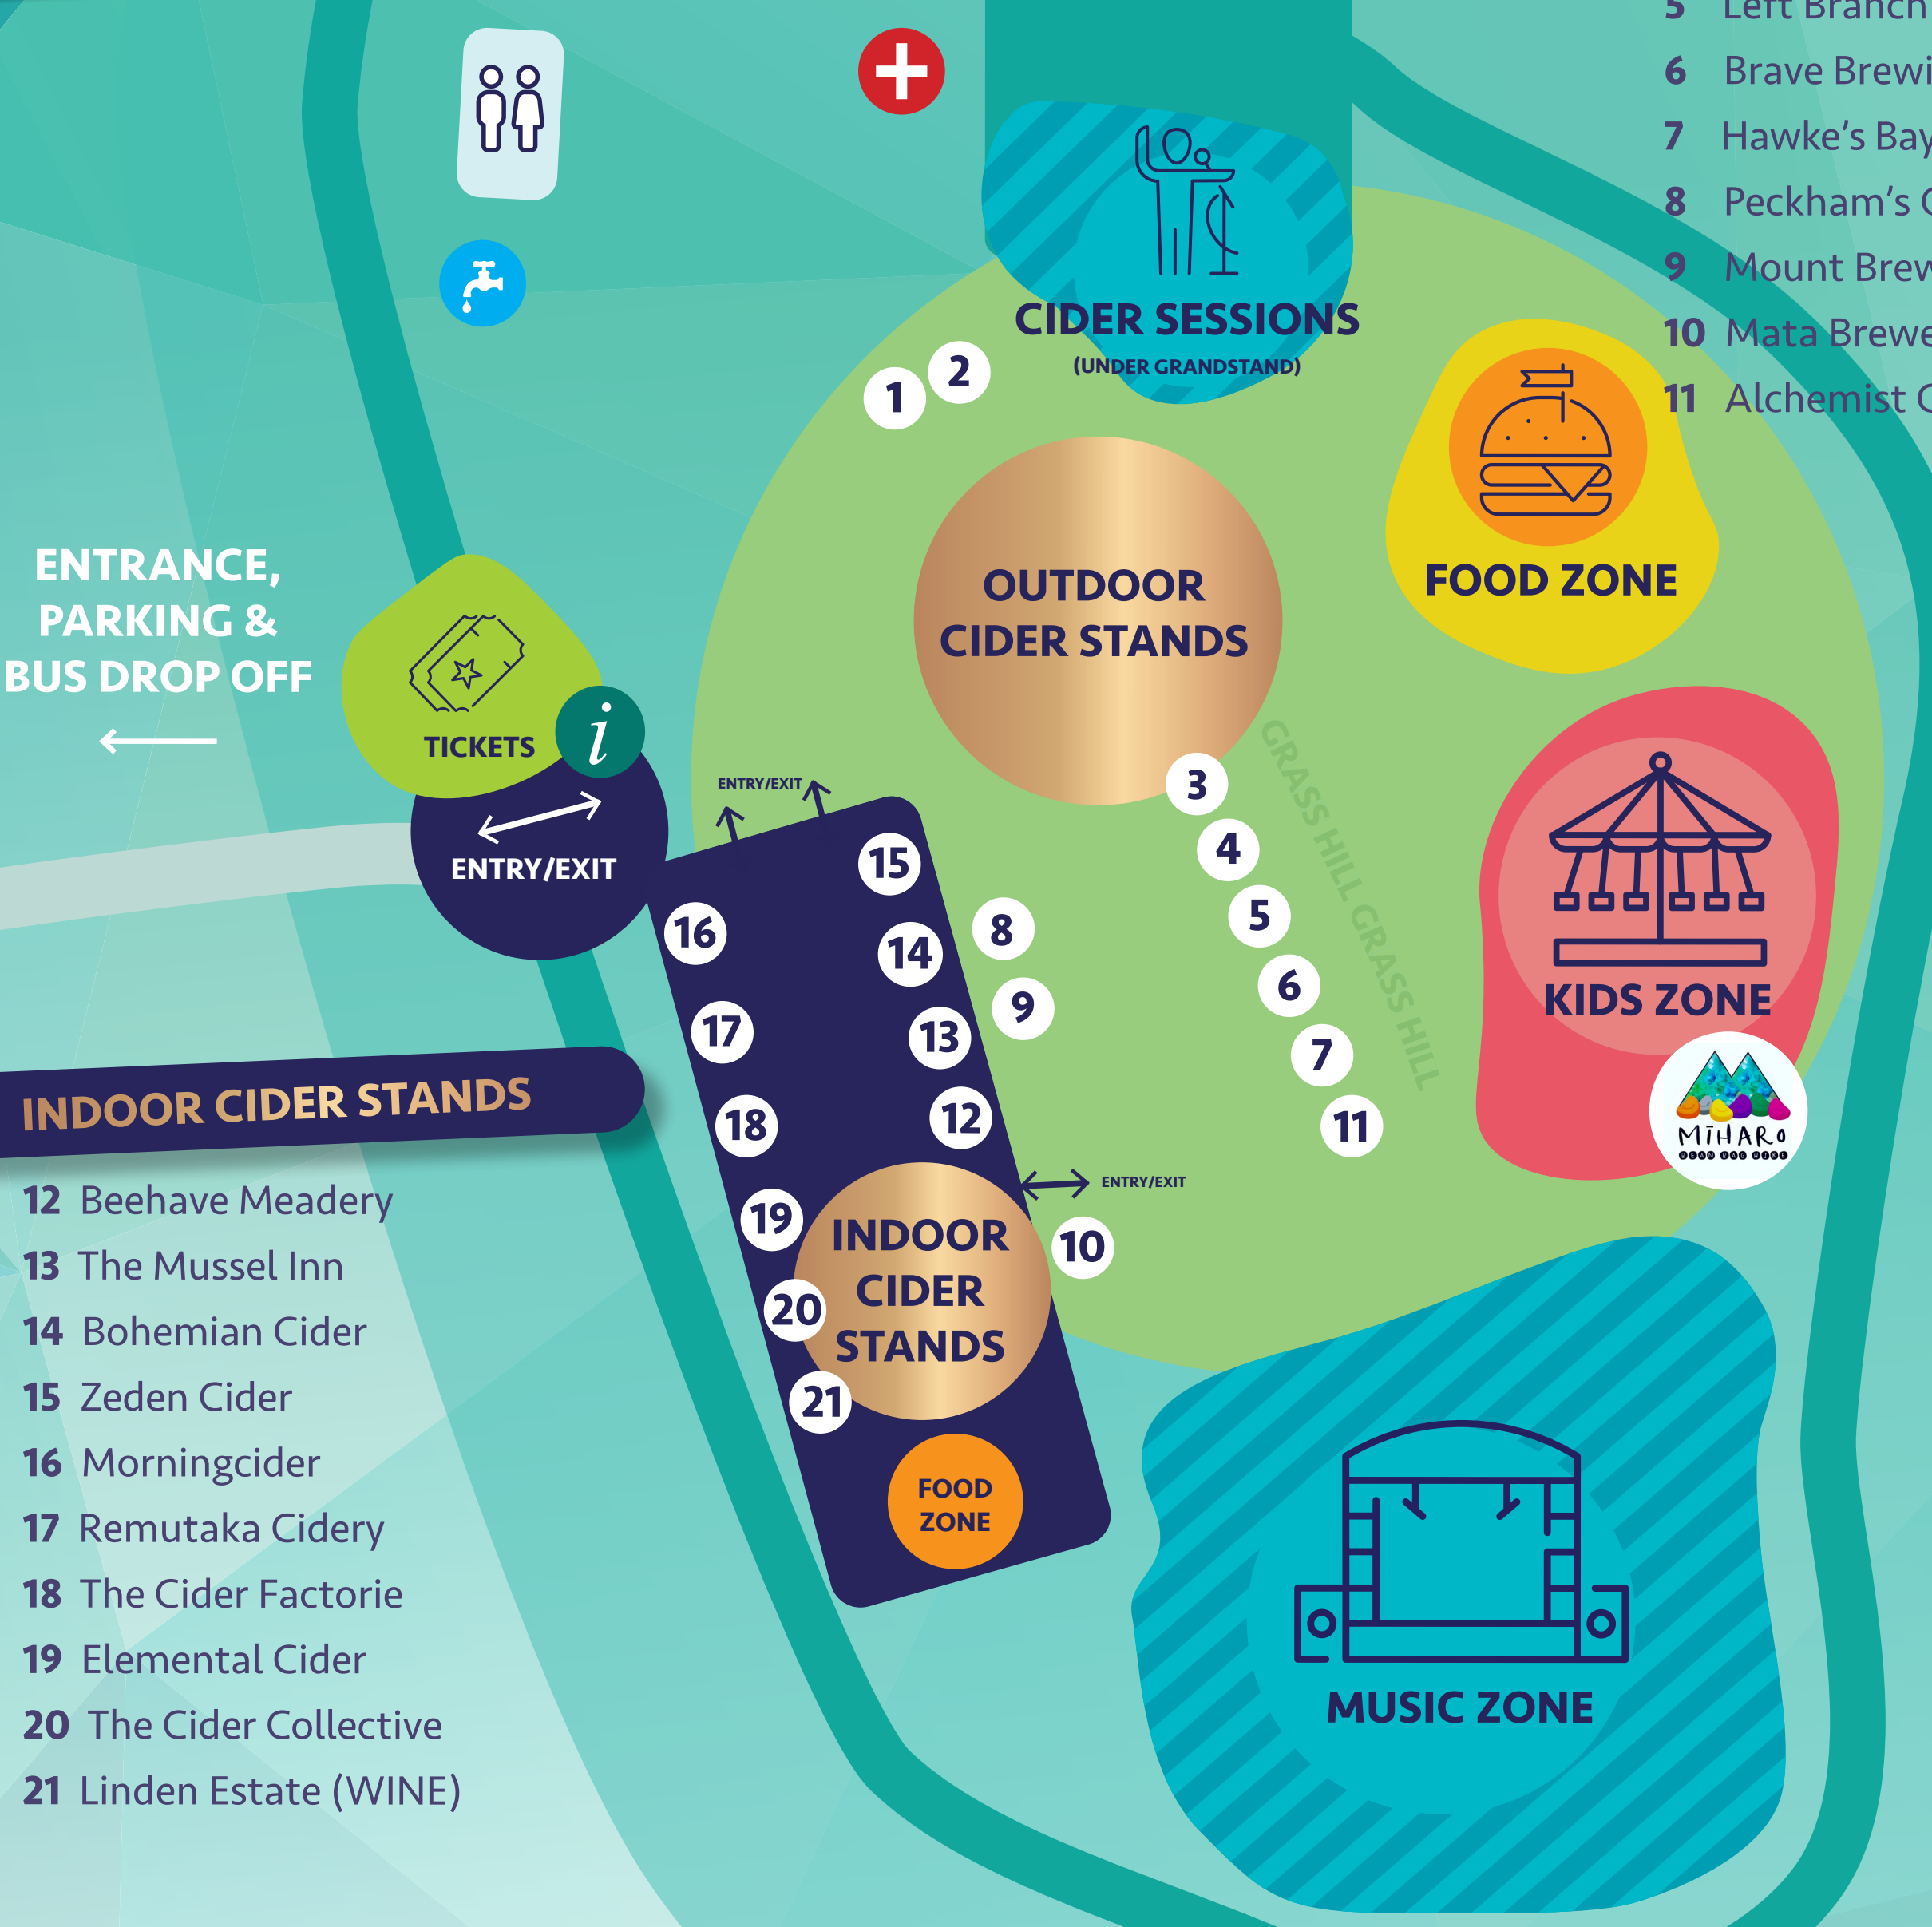 5 Left Branch
6 Brave
7 Hawke's Bay
8 Peckham's
9 Mount
10 Mata
11 Alchemist
CIDER SESSIONS
(UNDER GRANDSTAND)
1
2
FOOD ZONE
OUTDOOR
CIDER STANDS
ENTRANCE,
PARKING &
BUS DROP OFF
TICKETS
i
ENTRY/EXIT
ENTRY/EXIT
GRASS HILL GRASS HILL
3
4
5
6
7
11
8
9
10
15
14
13
12
16
17
18
19
20
21
ENTRY/EXIT
KIDS ZONE
MĪHARO
BEAN BAG HIRE
INDOOR
CIDER
STANDS
FOOD
ZONE
MUSIC ZONE
INDOOR CIDER STANDS
12 Beehave Meadery
13 The Mussel Inn
14 Bohemian Cider
15 Zeden Cider
16 Morningcider
17 Remutaka Cidery
18 The Cider Factorie
19 Elemental Cider
20 The Cider Collective
21 Linden Estate (WINE)